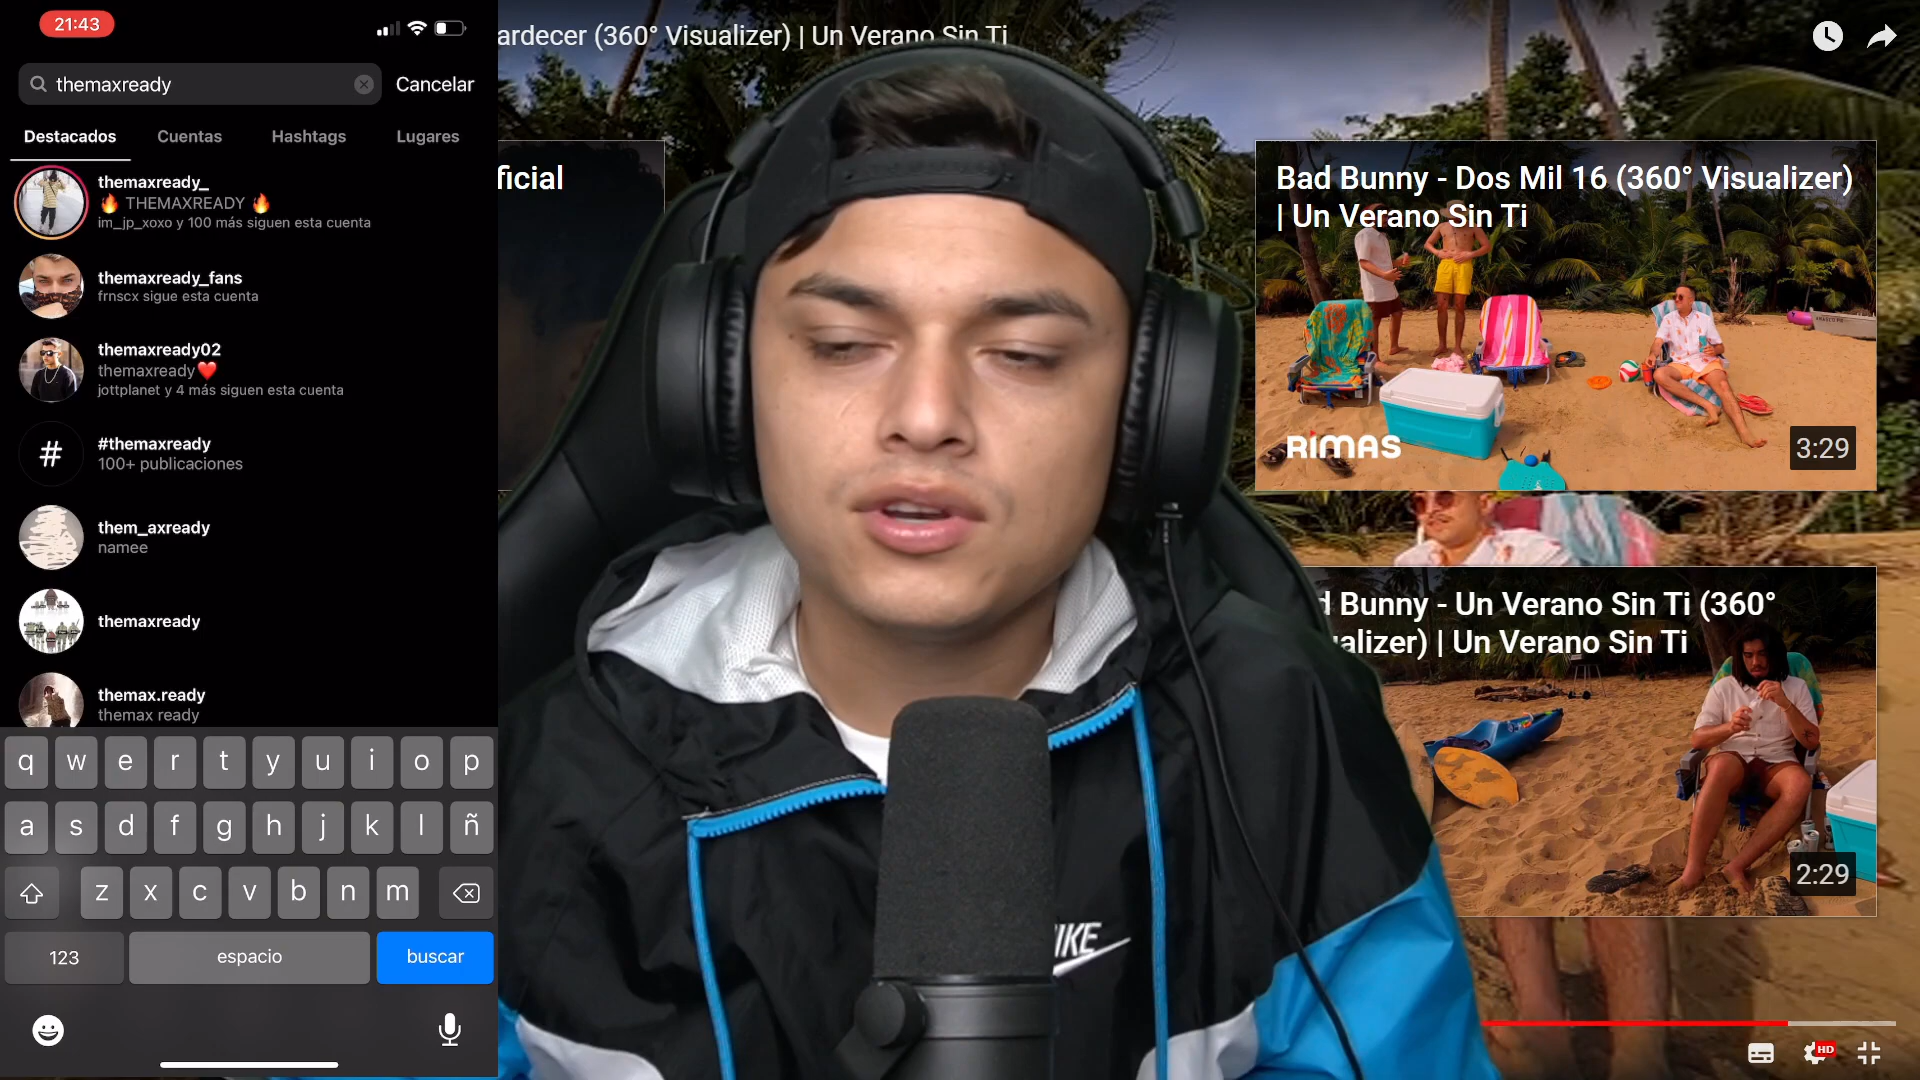 21:43
themaxready
Cancelar
Destacados
Cuentas
Hashtags
Lugares
themaxready_
🔥 THEMAXREADY 🔥
im_jp_xoxo y 100 más siguen esta cuenta
themaxready_fans
frnscx sigue esta cuenta
themaxready02
themaxready❤️
jottplanet y 4 más siguen esta cuenta
#
#themaxready
100+ publicaciones
them_axready
namee
themaxready
themax.ready
themax ready
q w e r t y u i o p
a s d f g h j k l ñ
z x c v b n m
123
espacio
buscar
ardecer (360° Visualizer) | Un Verano Sin Ti
ficial
Bad Bunny - Dos Mil 16 (360° Visualizer)
| Un Verano Sin Ti
RIMAS
3:29
d Bunny - Un Verano Sin Ti (360°
ualizer) | Un Verano Sin Ti
2:29
IKE
HD